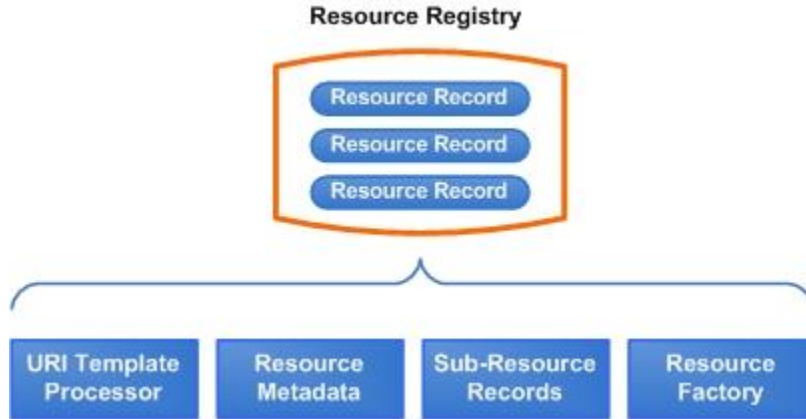 Resource Registry
Resource Record
Resource Record
Resource Record
URI Template
Processor
Resource
Metadata
Sub-Resource
Records
Resource
Factory